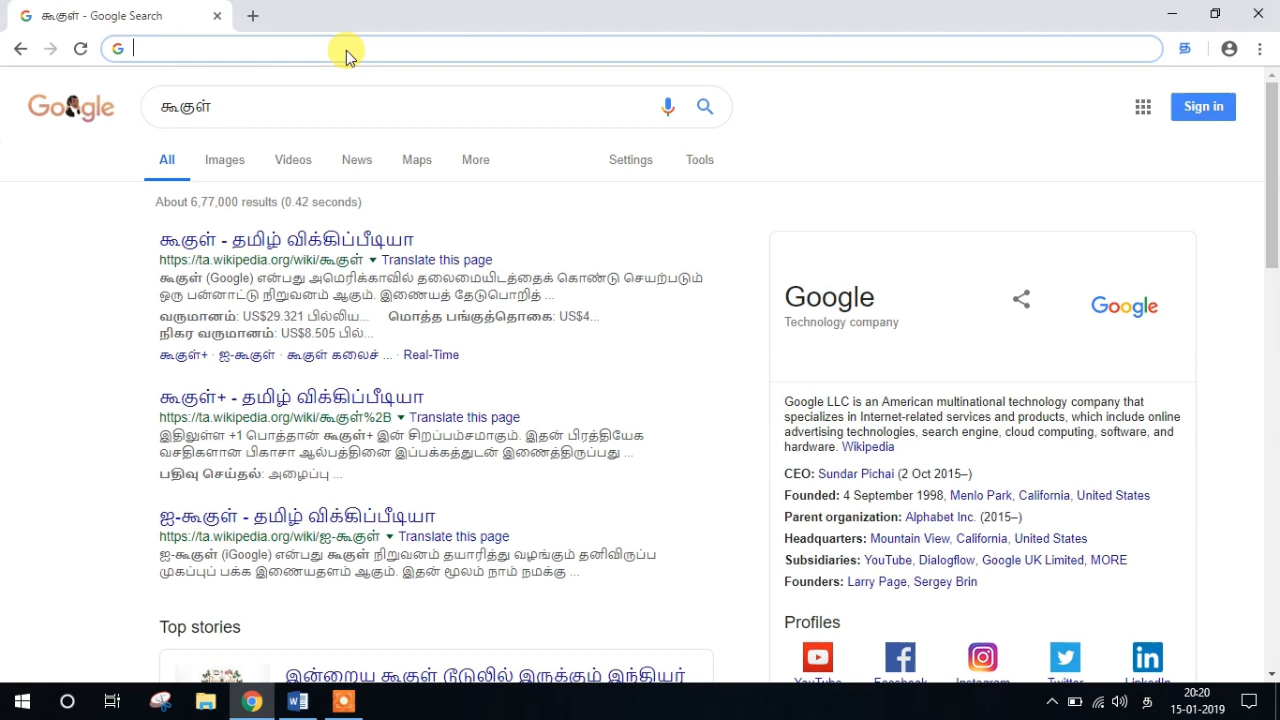 கூகுள் - Google Search
Google
கூகுள்
Sign in
All Images Videos News Maps More Settings Tools
About 6,77,000 results (0.42 seconds)
கூகுள் - தமிழ் விக்கிப்பீடியா
https://ta.wikipedia.org/wiki/கூகுள் Translate this page
கூகுள் (Google) என்பது அமெரிக்காவில் தலைமையிடத்தைக் கொண்டு செயற்படும்
ஒரு பன்னாட்டு நிறுவனம் ஆகும். இணையத் தேடுபொறித் ...
வருமானம்: US$29.321 பில்லிய... மொத்த பங்குத்தொகை: US$4...
நிகர வருமானம்: US$8.505 பில்...
கூகுள்+ · ஐ-கூகுள் · கூகுள் கலைச் ... · Real-Time
கூகுள்+ - தமிழ் விக்கிப்பீடியா
https://ta.wikipedia.org/wiki/கூகுள்%2B Translate this page
இதிலுள்ள +1 பொத்தான் கூகுள்+ இன் சிறப்பம்சமாகும். இதன் பிரத்தியேக
வசதிகளான பிகாசா ஆல்பத்தினை இப்பக்கத்துடன் இணைத்திருப்பது ...
பதிவு செய்தல்: அழைப்பு ...
ஐ-கூகுள் - தமிழ் விக்கிப்பீடியா
https://ta.wikipedia.org/wiki/ஐ-கூகுள் Translate this page
ஐ-கூகுள் (iGoogle) என்பது கூகுள் நிறுவனம் தயாரித்து வழங்கும் தனிவிருப்ப
முகப்புப் பக்க இணையதளம் ஆகும். இதன் மூலம் நாம் நமக்கு ...
Top stories
இன்றைய கூகுள் டூடுலில் இருக்கும் இந்தியர்
Google
Technology company
Google
Google LLC is an American multinational technology company that
specializes in Internet-related services and products, which include online
advertising technologies, search engine, cloud computing, software, and
hardware. Wikipedia
CEO: Sundar Pichai (2 Oct 2015–)
Founded: 4 September 1998, Menlo Park, California, United States
Parent organization: Alphabet Inc. (2015–)
Headquarters: Mountain View, California, United States
Subsidiaries: YouTube, Dialogflow, Google UK Limited, MORE
Founders: Larry Page, Sergey Brin
Profiles
YouTube Facebook Instagram Twitter LinkedIn
த
20:20
15-01-2019